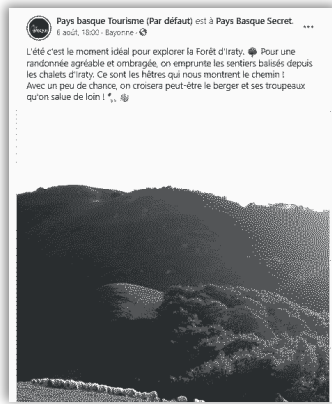 Pays basque Tourisme (Par défaut) est à Pays Basque Secret.
6 août, 18:00 · Bayonne ·
L'été c'est le moment idéal pour explorer la Forêt d'Iraty. 🌳 Pour une
randonnée agréable et ombragée, on emprunte les sentiers balisés depuis
les chalets d'Iraty. Ce sont les hêtres qui nous montrent le chemin !
Avec un peu de chance, on croisera peut-être le berger et ses troupeaux
qu'on salue de loin !